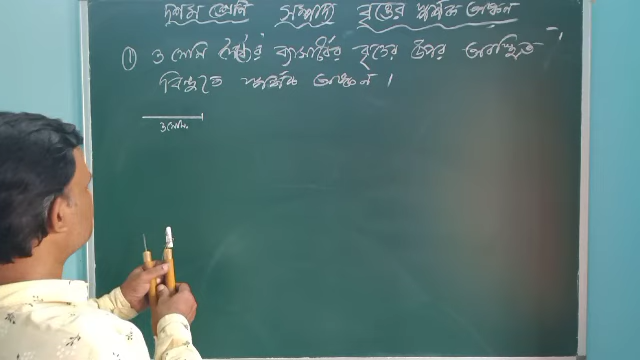 দশম শ্রেণি সম্পাদ্য বৃত্তের স্পর্শক অঙ্কন
① ৩ সেমি দৈর্ঘ্যের ব্যাসার্ধের বৃত্তের উপর অবস্থিত
বিন্দুতে স্পর্শক অঙ্কন ।
৩ সেমি.